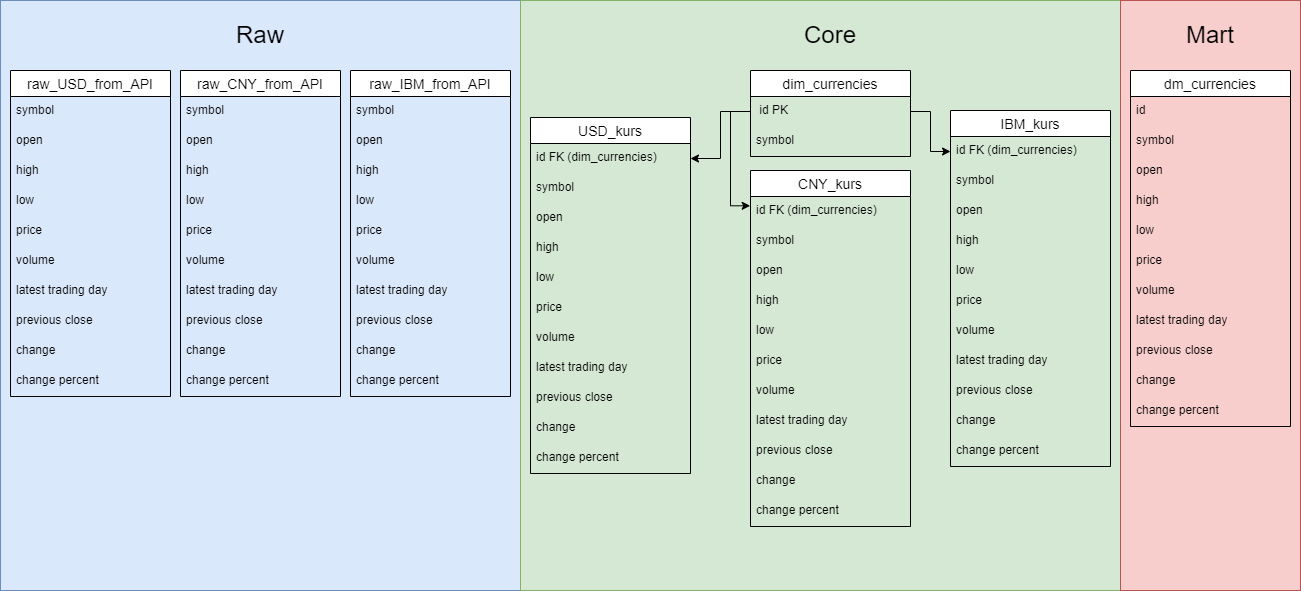 Raw
raw_USD_from_API
symbol
open
high
low
price
volume
latest trading day
previous close
change
change percent
raw_CNY_from_API
symbol
open
high
low
price
volume
latest trading day
previous close
change
change percent
raw_IBM_from_API
symbol
open
high
low
price
volume
latest trading day
previous close
change
change percent
Core
USD_kurs
id FK (dim_currencies)
symbol
open
high
low
price
volume
latest trading day
previous close
change
change percent
dim_currencies
id PK
symbol
CNY_kurs
id FK (dim_currencies)
symbol
open
high
low
price
volume
latest trading day
previous close
change
change percent
IBM_kurs
id FK (dim_currencies)
symbol
open
high
low
price
volume
latest trading day
previous close
change
change percent
Mart
dm_currencies
id
symbol
open
high
low
price
volume
latest trading day
previous close
change
change percent